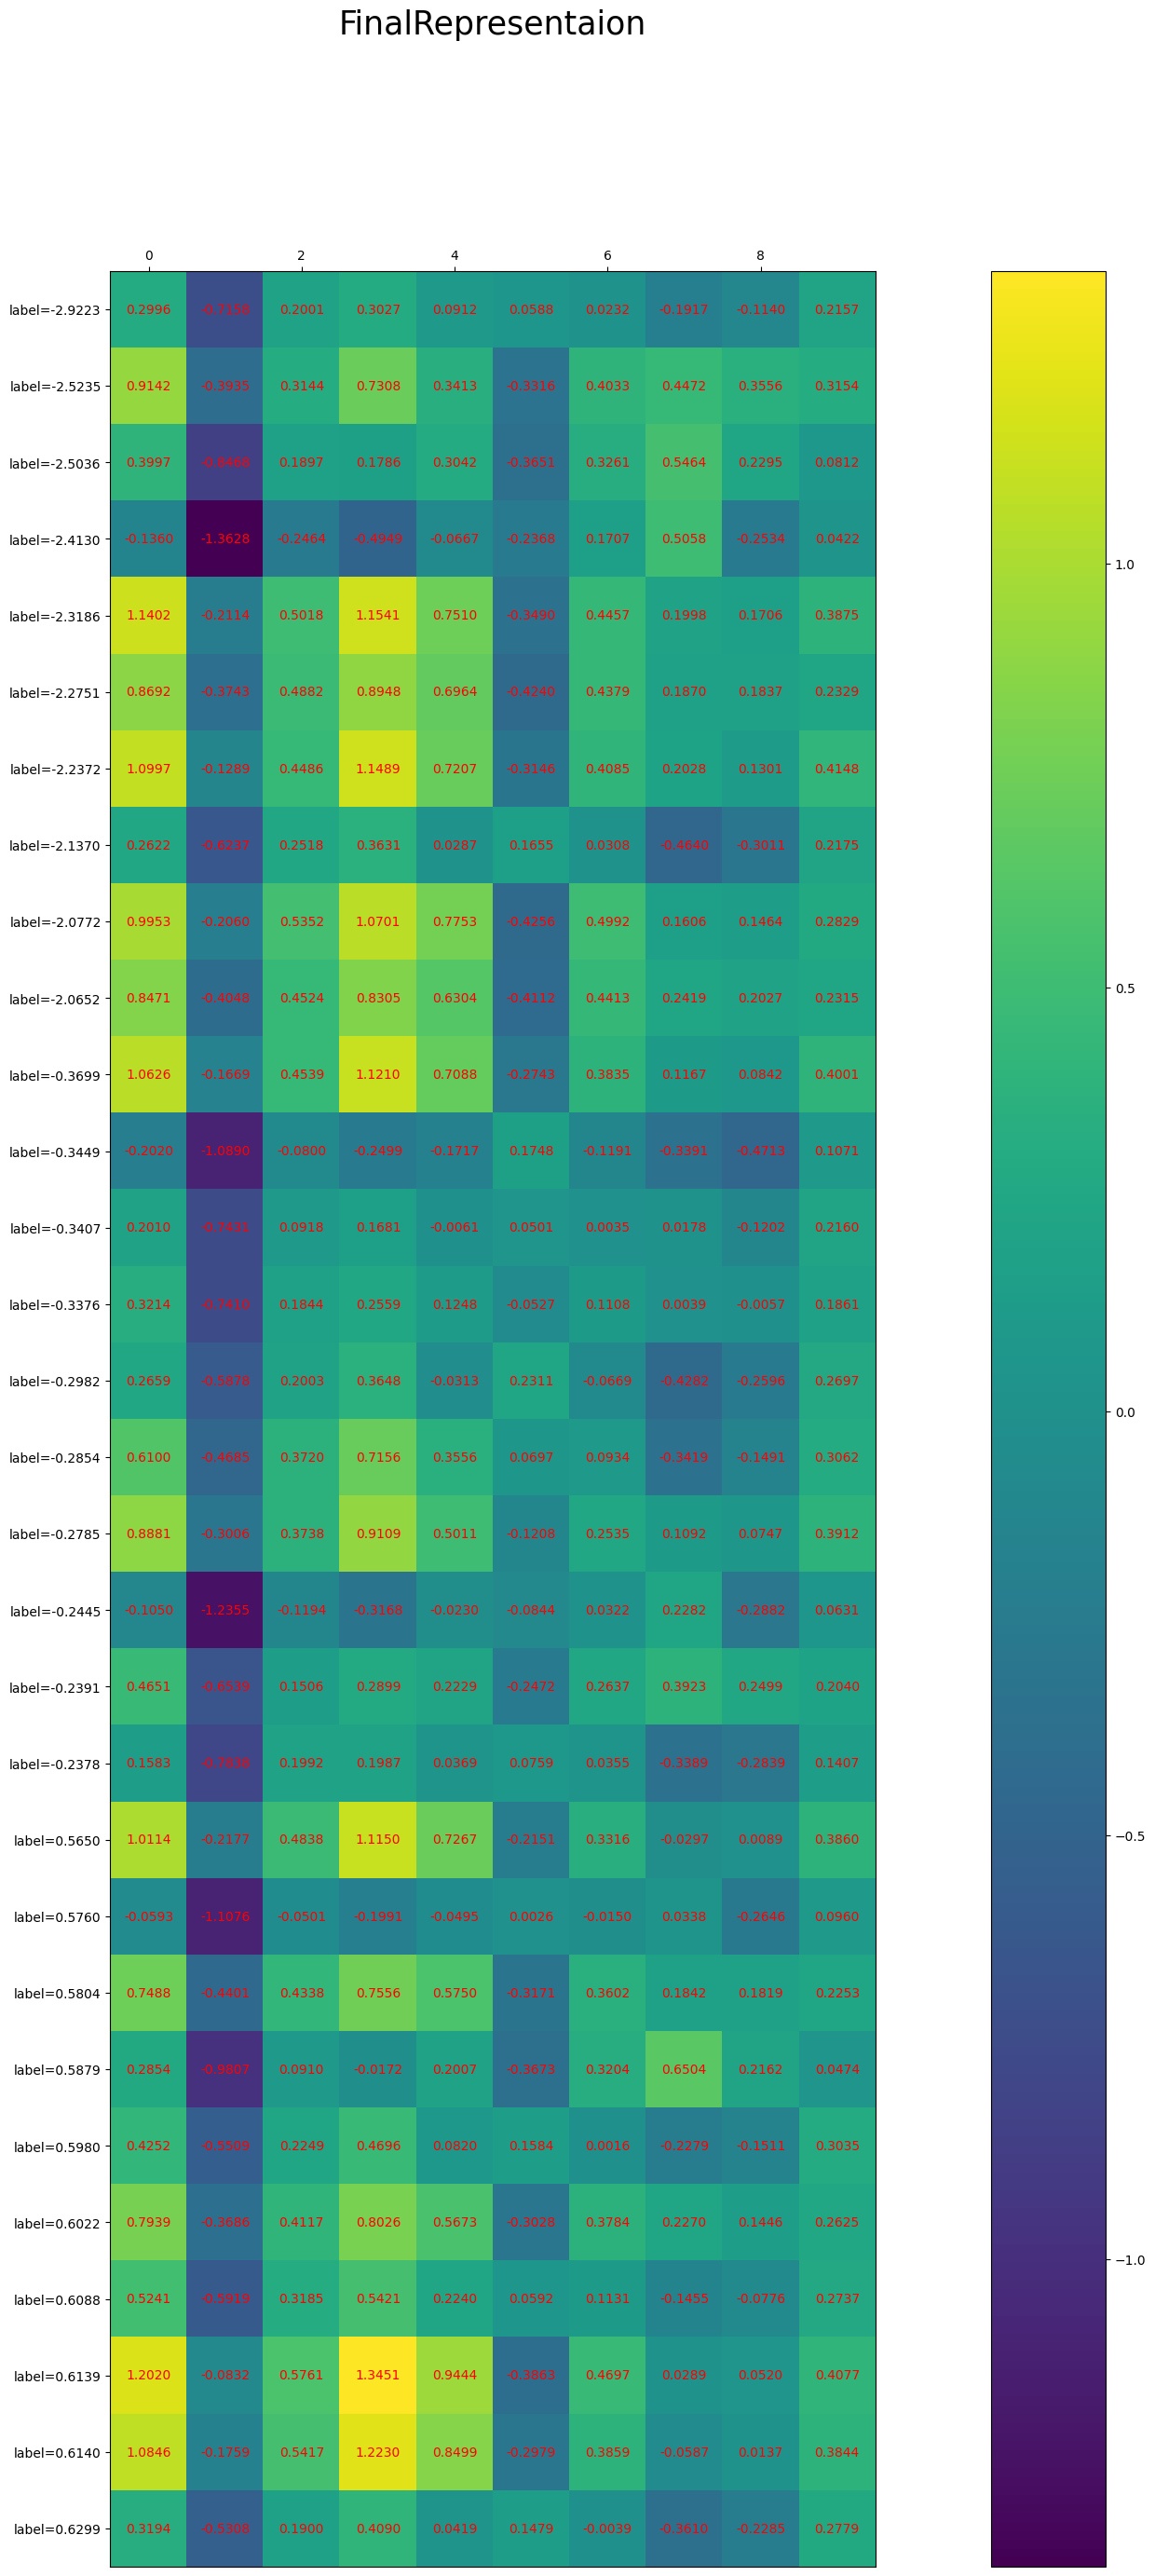 FinalRepresentaion
0 2 4 6 8
label=-2.9223 0.2996 0.2001 0.3027 0.0912 0.0588 0.0232 -0.1917 -0.1140 0.2157
label=-2.5235 0.9142 -0.3935 0.3144 0.7308 0.3413 -0.3316 0.4033 0.4472 0.3556 0.3154
label=-2.5036 0.3997 0.1897 0.1786 0.3042 -0.3651 0.3261 0.5464 0.2295 0.0812
label=-2.4130 -0.1360 -1.3628 -0.2464 -0.4949 -0.0667 -0.2368 0.1707 0.5058 -0.2534 0.0422
1.0
label=-2.3186 1.1402 -0.2114 0.5018 1.1541 0.7510 -0.3490 0.4457 0.1998 0.1706 0.3875
label=-2.2751 0.8692 -0.3743 0.4882 0.8948 0.6964 -0.4240 0.4379 0.1870 0.1837 0.2329
label=-2.2372 1.0997 -0.1289 0.4486 1.1489 0.7207 -0.3146 0.4085 0.2028 0.1301 0.4148
label=-2.1370 0.2622 -0.6237 0.2518 0.3631 0.0287 0.1655 0.0308 -0.4640 -0.3011 0.2175
label=-2.0772 0.9953 -0.2060 0.5352 1.0701 0.7753 -0.4256 0.4992 0.1606 0.1464 0.2829
0.5
label=-2.0652 0.8471 -0.4048 0.4524 0.8305 0.6304 -0.4112 0.4413 0.2419 0.2027 0.2315
label=-0.3699 1.0626 -0.1669 0.4539 1.1210 0.7088 -0.2743 0.3835 0.1167 0.0842 0.4001
label=-0.3449 -0.2020 -1.0890 -0.0800 -0.2499 -0.1717 0.1748 -0.1191 -0.3391 -0.4713 0.1071
label=-0.3407 0.2010 -0.7431 0.0918 0.1681 -0.0061 0.0501 0.0035 0.0178 -0.1202 0.2160
label=-0.3376 0.3214 -0.7410 0.1844 0.2559 0.1248 -0.0527 0.1108 0.0039 -0.0057 0.1861
label=-0.2982 0.2659 -0.5878 0.2003 0.3648 -0.0313 0.2311 -0.0669 -0.4282 -0.2596 0.2697
0.0
label=-0.2854 0.6100 -0.4685 0.3720 0.7156 0.3556 0.0697 0.0934 -0.3419 -0.1491 0.3062
label=-0.2785 0.8881 -0.3006 0.3738 0.9109 0.5011 -0.1208 0.2535 0.1092 0.0747 0.3912
label=-0.2445 -0.1050 -1.2355 -0.1194 -0.3168 -0.0230 -0.0844 0.0322 0.2282 -0.2882 0.0631
label=-0.2391 0.4651 -0.6539 0.1506 0.2899 0.2229 -0.2472 0.2637 0.3923 0.2499 0.2040
label=-0.2378 0.1583 0.1992 0.1987 0.0369 0.0759 0.0355 -0.3389 -0.2839 0.1407
−0.5
label=0.5650 1.0114 -0.2177 0.4838 1.1150 0.7267 -0.2151 0.3316 -0.0297 0.0089 0.3860
label=0.5760 -0.0593 -1.1076 -0.0501 -0.1991 -0.0495 0.0026 -0.0150 0.0338 -0.2646 0.0960
label=0.5804 0.7488 -0.4401 0.4338 0.7556 0.5750 -0.3171 0.3602 0.1842 0.1819 0.2253
label=0.5879 0.2854 -0.9807 0.0910 -0.0172 0.2007 -0.3673 0.3204 0.6504 0.2162 0.0474
label=0.5980 0.4252 -0.5509 0.2249 0.4696 0.0820 0.1584 0.0016 -0.2279 -0.1511 0.3035
label=0.6022 0.7939 -0.3686 0.4117 0.8026 0.5673 -0.3028 0.3784 0.2270 0.1446 0.2625
−1.0
label=0.6088 0.5241 -0.5919 0.3185 0.5421 0.2240 0.0592 0.1131 -0.1455 -0.0776 0.2737
label=0.6139 1.2020 -0.0832 0.5761 1.3451 0.9444 -0.3863 0.4697 0.0289 0.0520 0.4077
label=0.6140 1.0846 -0.1759 0.5417 1.2230 0.8499 -0.2979 0.3859 -0.0587 0.0137 0.3844
label=0.6299 0.3194 -0.5308 0.1900 0.4090 0.0419 0.1479 -0.0039 -0.3610 -0.2285 0.2779